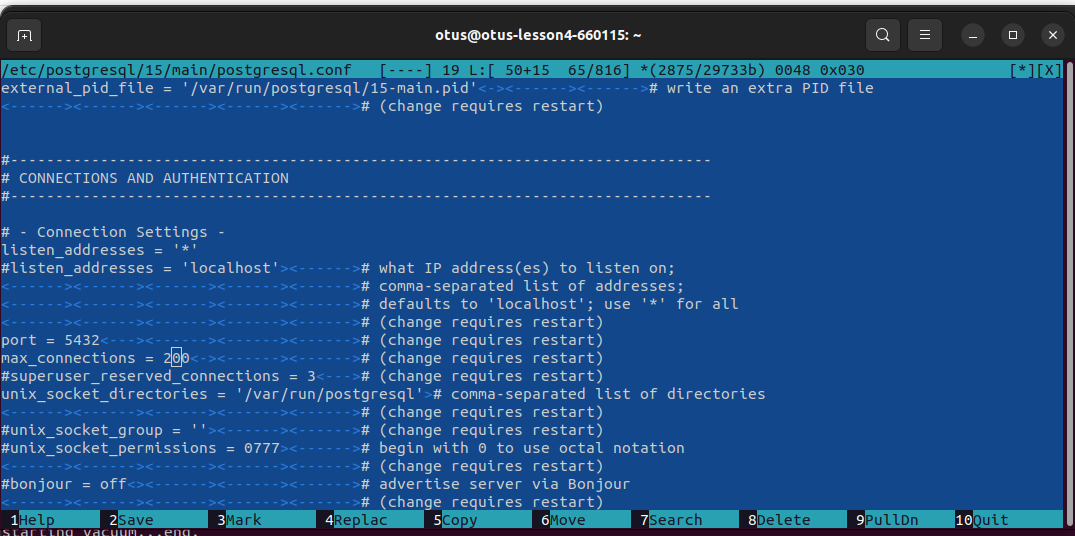 otus@otus-lesson4-660115: ~
/etc/postgresql/15/main/postgresql.conf   [----] 19 L:[ 50+15  65/816] *(2875/29733b) 0048 0x030                [*][X]
external_pid_file = '/var/run/postgresql/15-main.pid'<-><------><------># write an extra PID file
<------><------><------><------><------># (change requires restart)
#------------------------------------------------------------------------------
# CONNECTIONS AND AUTHENTICATION
#------------------------------------------------------------------------------
# - Connection Settings -
listen_addresses = '*'
#listen_addresses = 'localhost'><------># what IP address(es) to listen on;
<------><------><------><------><------># comma-separated list of addresses;
<------><------><------><------><------># defaults to 'localhost'; use '*' for all
<------><------><------><------><------># (change requires restart)
port = 5432<---><------><------><------># (change requires restart)
max_connections = 200<-><------><------># (change requires restart)
#superuser_reserved_connections = 3<---># (change requires restart)
unix_socket_directories = '/var/run/postgresql'># comma-separated list of directories
<------><------><------><------><------># (change requires restart)
#unix_socket_group = ''><------><------># (change requires restart)
#unix_socket_permissions = 0777><------># begin with 0 to use octal notation
<------><------><------><------><------># (change requires restart)
#bonjour = off<><------><------><------># advertise server via Bonjour
<------><------><------><------><------># (change requires restart)
1Help 2Save 3Mark 4Replac 5Copy 6Move 7Search 8Delete 9PullDn 10Quit
starting vacuum...end.